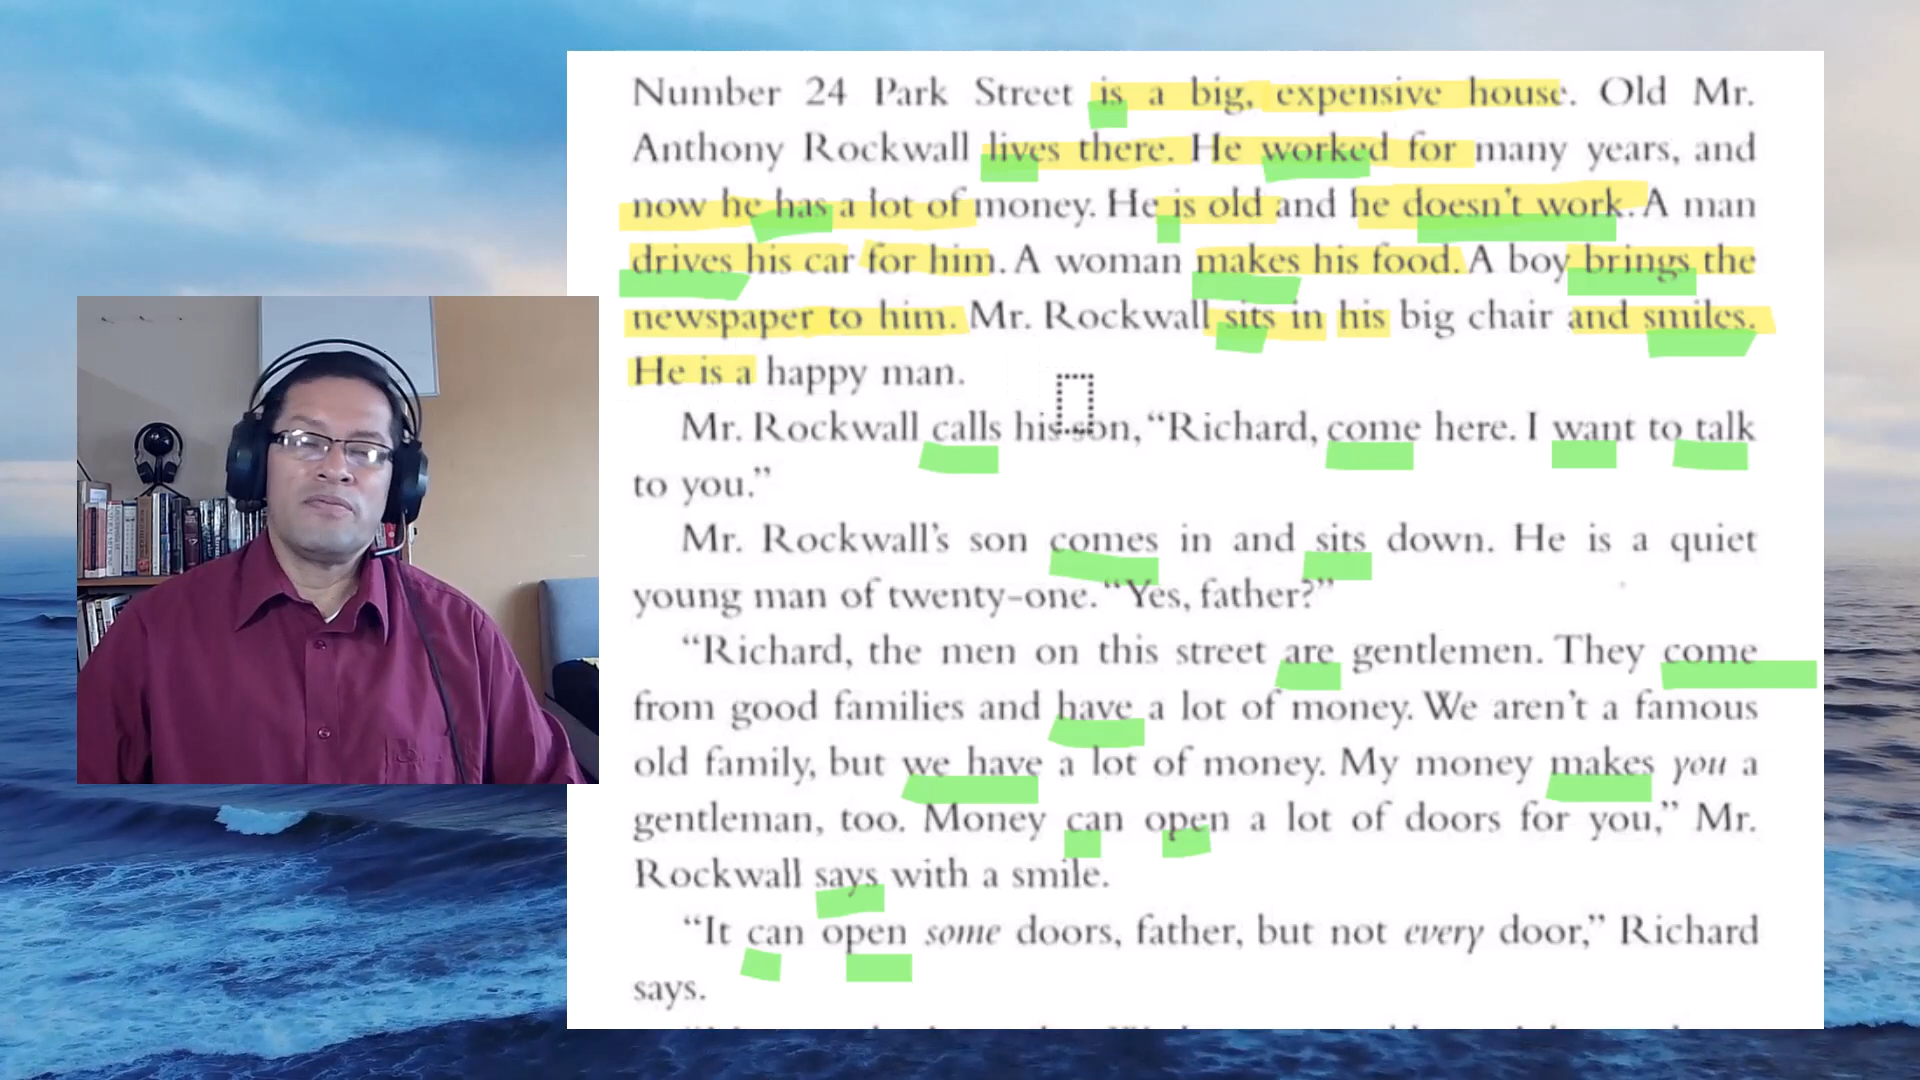 Number 24 Park Street is a big, expensive house. Old Mr.
Anthony Rockwall lives there. He worked for many years, and
now he has a lot of money. He is old and he doesn't work. A man
drives his car for him. A woman makes his food. A boy brings the
newspaper to him. Mr. Rockwall sits in his big chair and smiles.
He is a happy man.
Mr. Rockwall calls his son, “Richard, come here. I want to talk
to you.”
Mr. Rockwall’s son comes in and sits down. He is a quiet
young man of twenty-one. “Yes, father?”
“Richard, the men on this street are gentlemen. They come
from good families and have a lot of money. We aren’t a famous
old family, but we have a lot of money. My money makes you a
gentleman, too. Money can open a lot of doors for you,” Mr.
Rockwall says with a smile.
“It can open some doors, father, but not every door,” Richard
says.